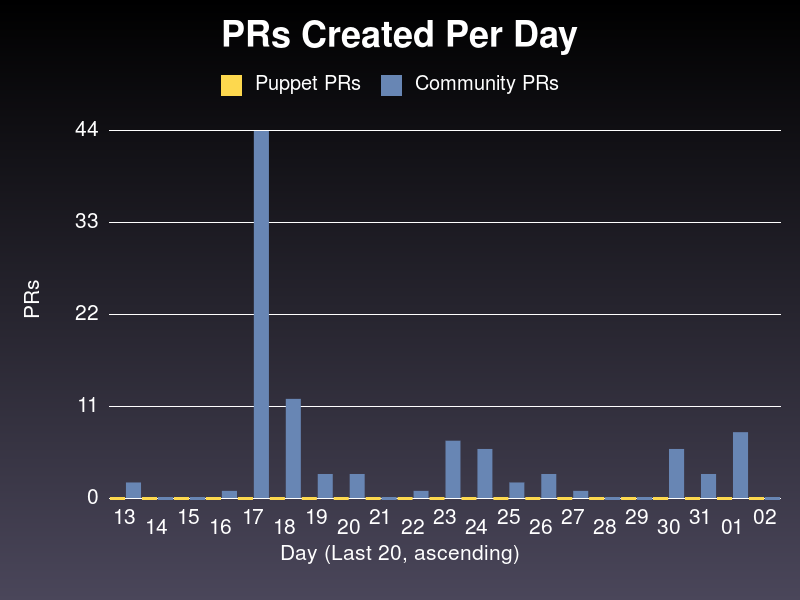 PRs Created Per Day
Puppet PRs Community PRs
44
33
22
11
0
PRs
13 14 15 16 17 18 19 20 21 22 23 24 25 26 27 28 29 30 31 01 02
Day (Last 20, ascending)